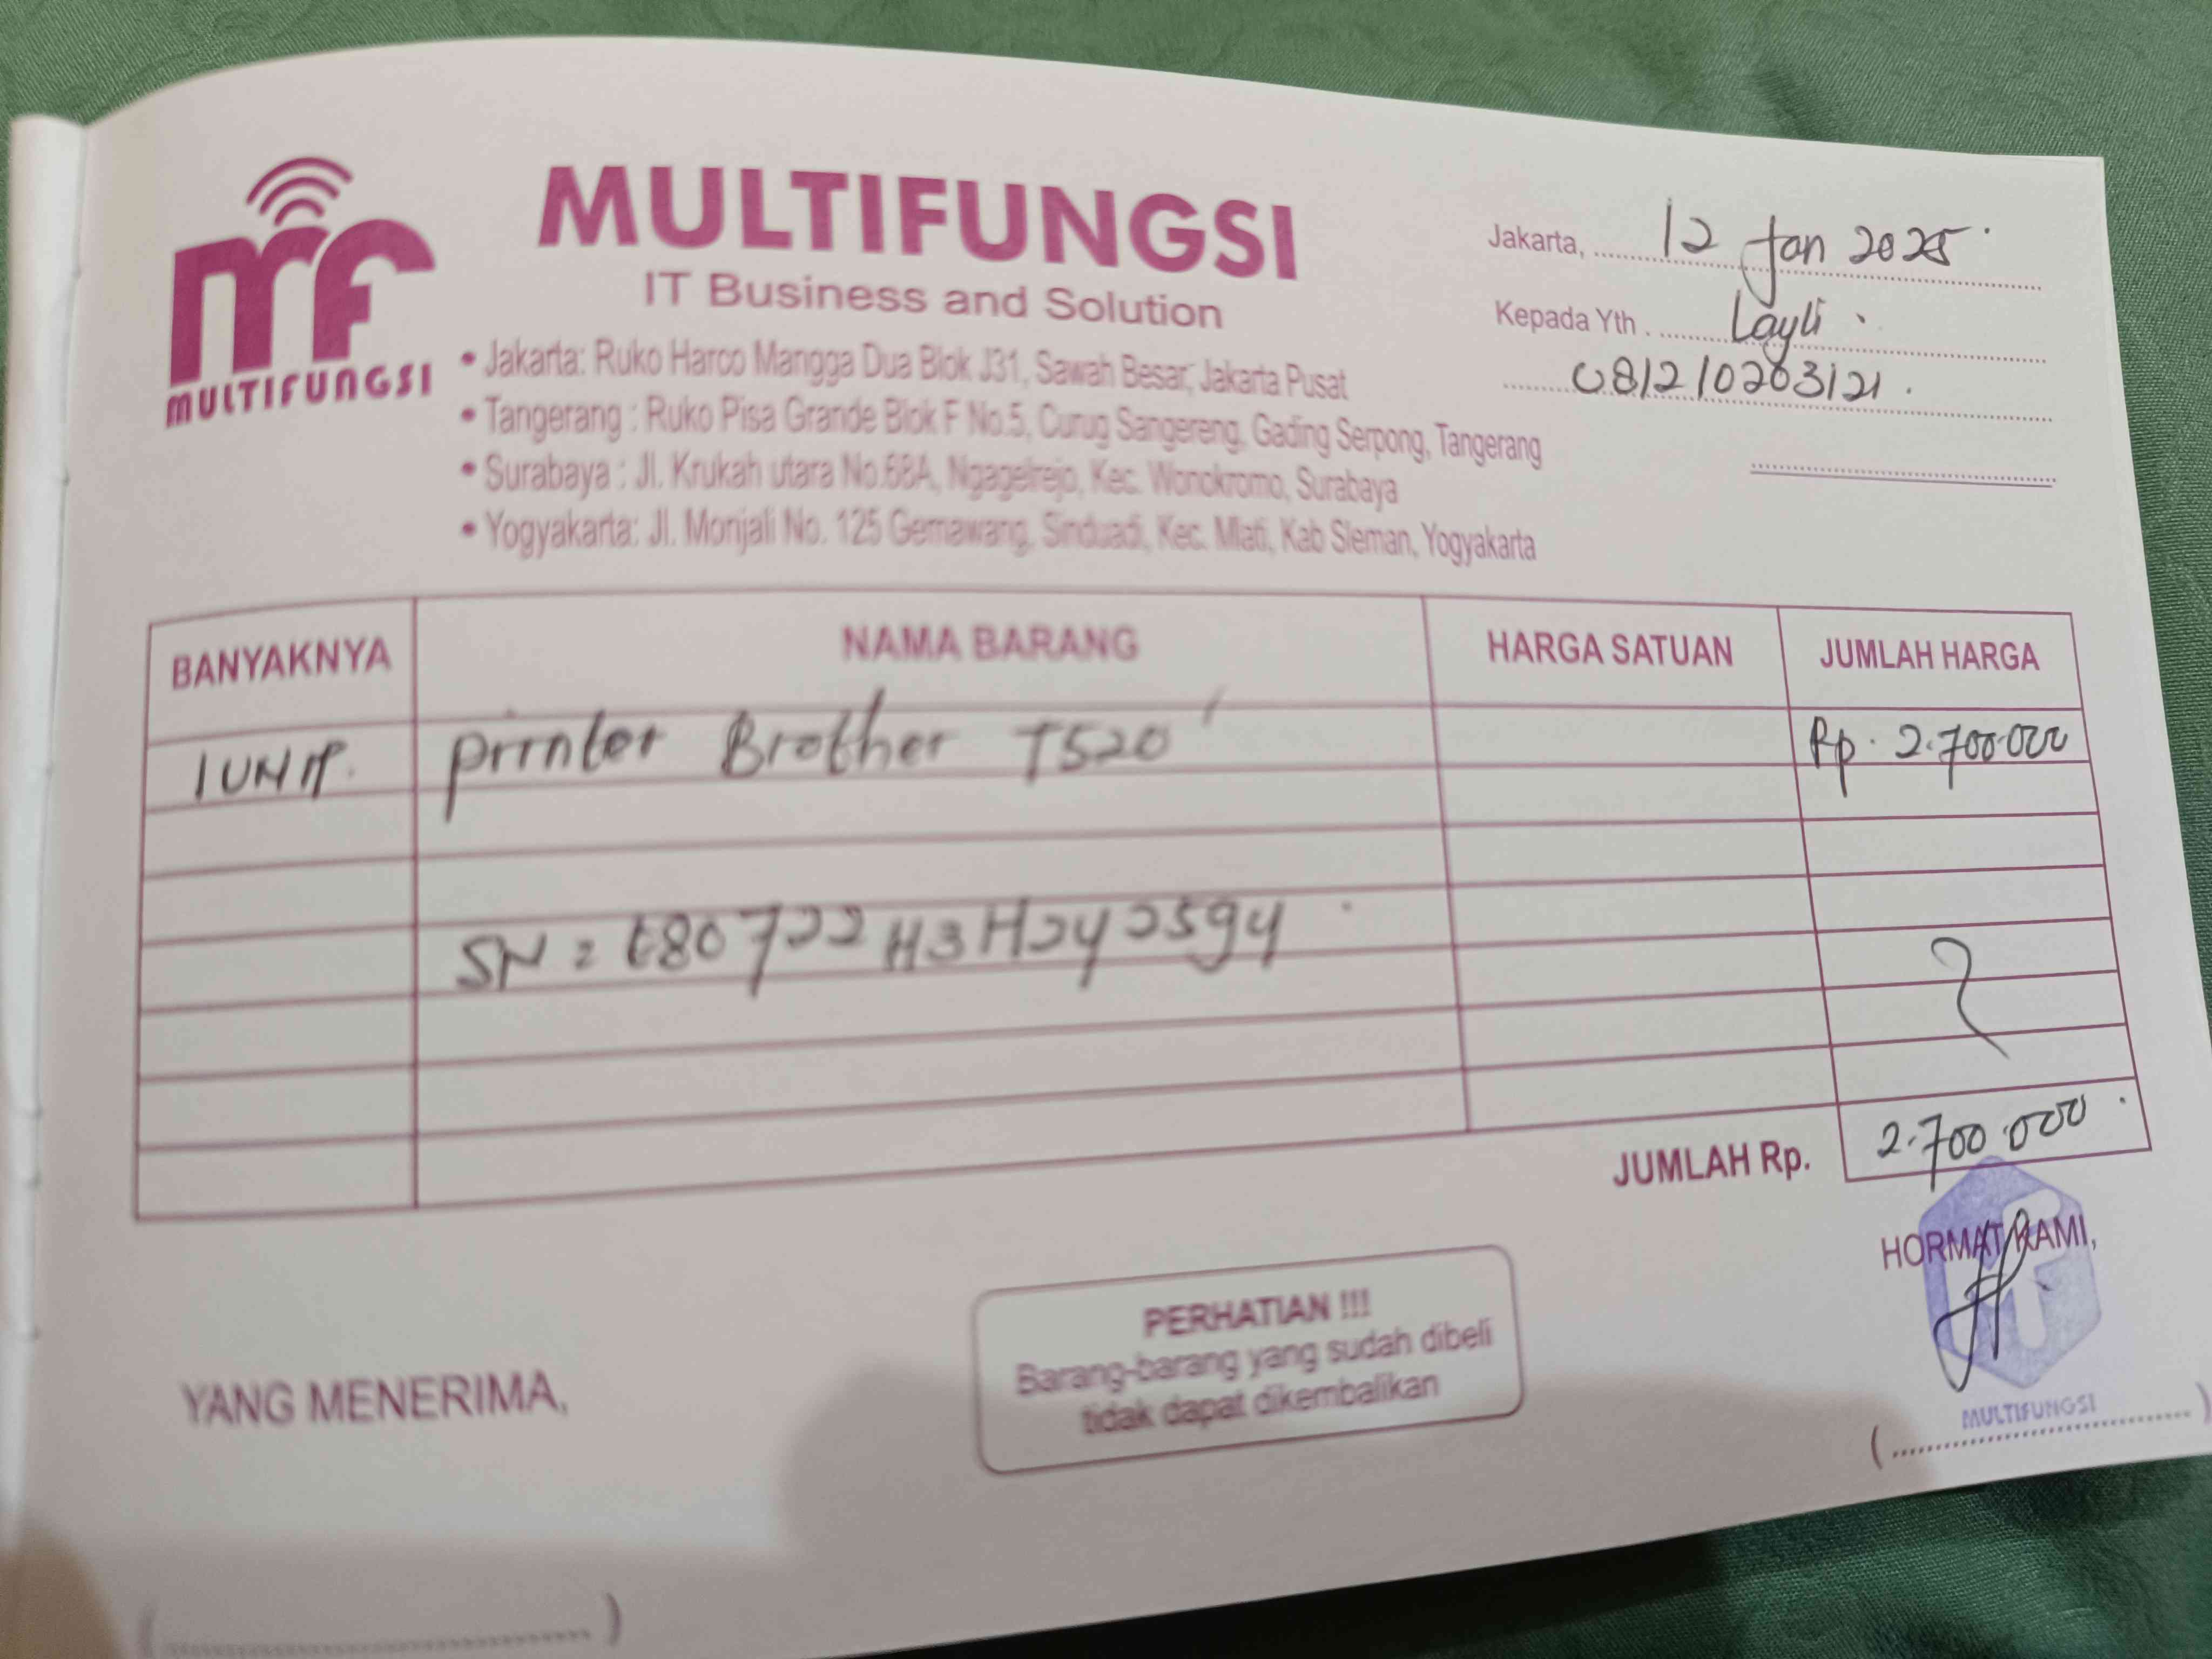 MULTIFUNGSI
MULTIFUNGSI
IT Business and Solution
• Jakarta: Ruko Harco Mangga Dua Blok J31, Sawah Besar, Jakarta Pusat
• Tangerang : Ruko Pisa Grande Blok F No.5, Curug Sangereng, Gading Serpong, Tangerang
• Surabaya : Jl. Krukah utara No.68A, Ngagelrejo, Kec. Wonokromo, Surabaya
• Yogyakarta: Jl. Monjali No. 125 Gemawang, Sinduadi, Kec. Mlati, Kab Sleman, Yogyakarta
Jakarta, 12 Jan 2025
Kepada Yth. Layli
081210263121
BANYAKNYA NAMA BARANG HARGA SATUAN JUMLAH HARGA
1 UNIT. printer Brother T520 Rp. 2.700.000
SN = E80722H3H2y2594
JUMLAH Rp. 2.700.000
HORMAT KAMI,
MULTIFUNGSI
PERHATIAN !!!
Barang-barang yang sudah dibeli
tidak dapat dikembalikan
YANG MENERIMA,